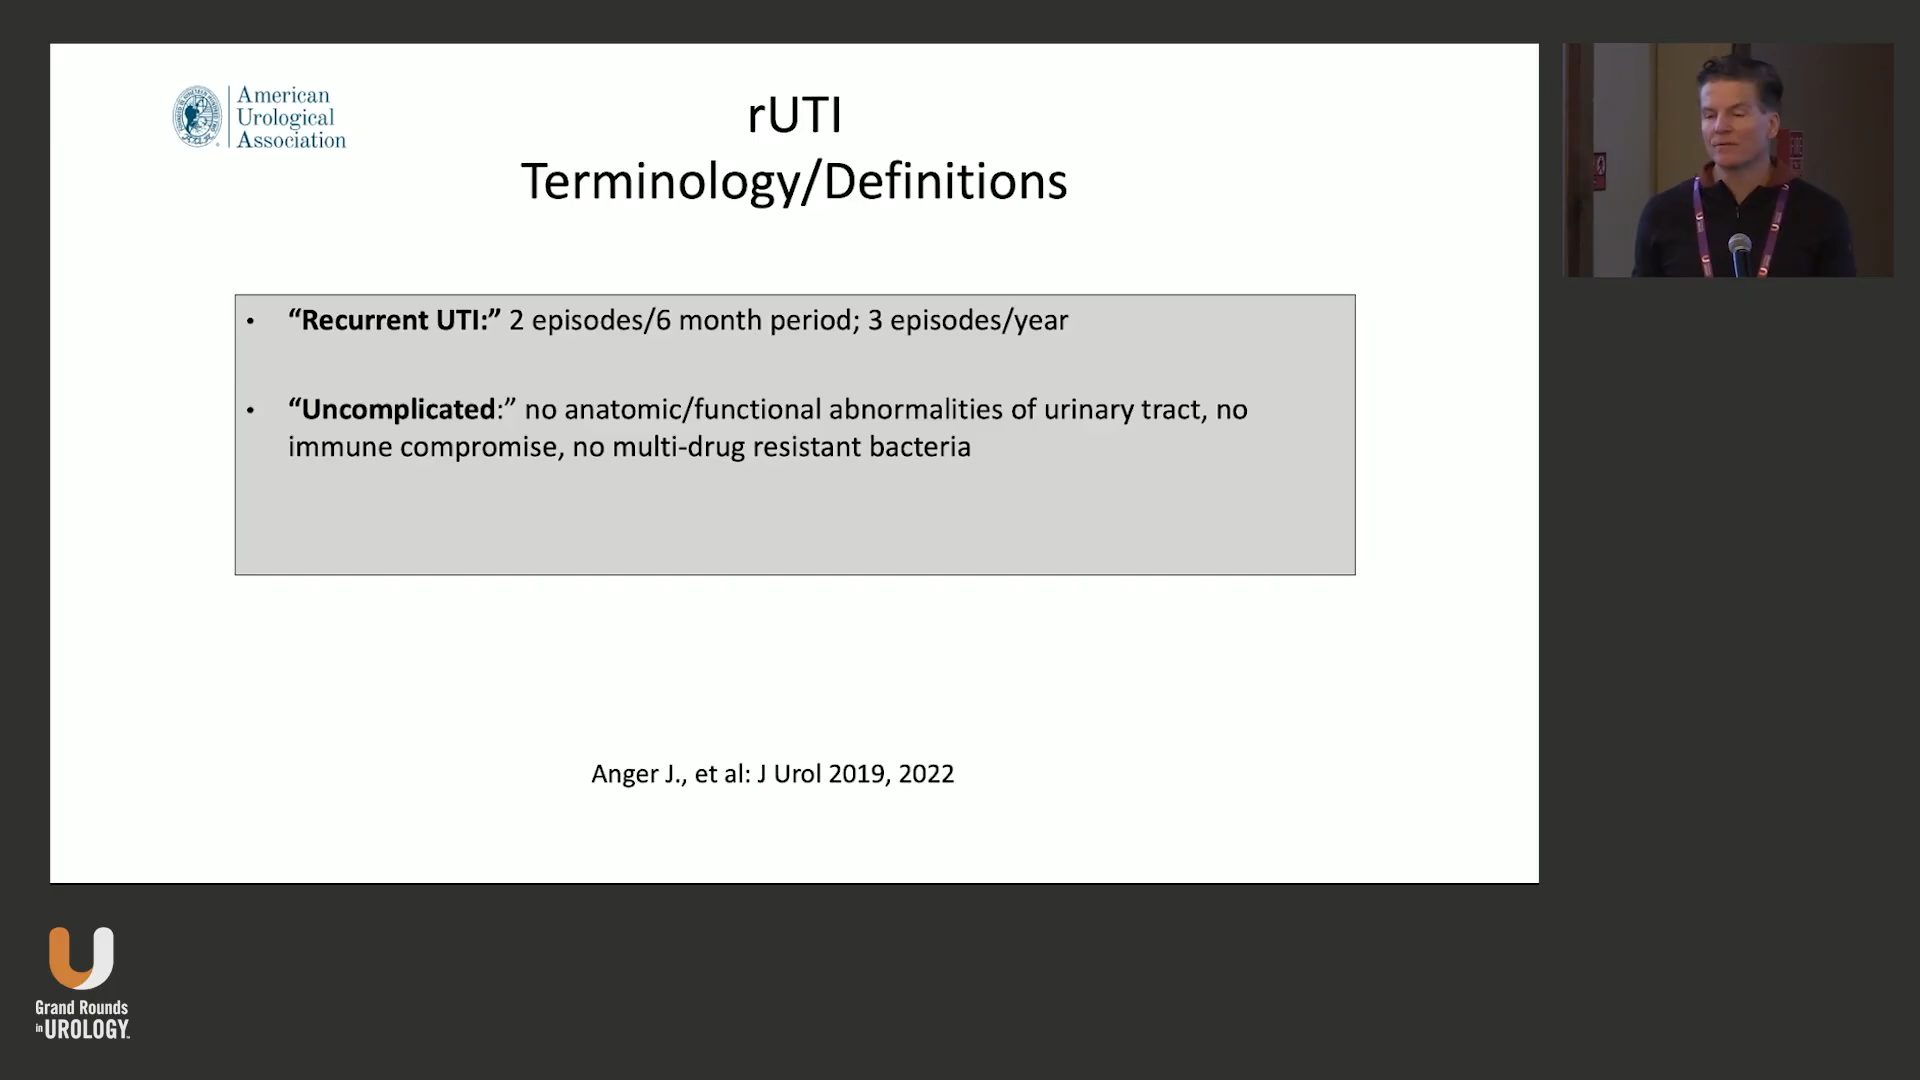 American
Urological
Association
rUTI
Terminology/Definitions
• “Recurrent UTI:” 2 episodes/6 month period; 3 episodes/year
• “Uncomplicated:” no anatomic/functional abnormalities of urinary tract, no
immune compromise, no multi-drug resistant bacteria
Anger J., et al: J Urol 2019, 2022
Grand Rounds
in UROLOGY™